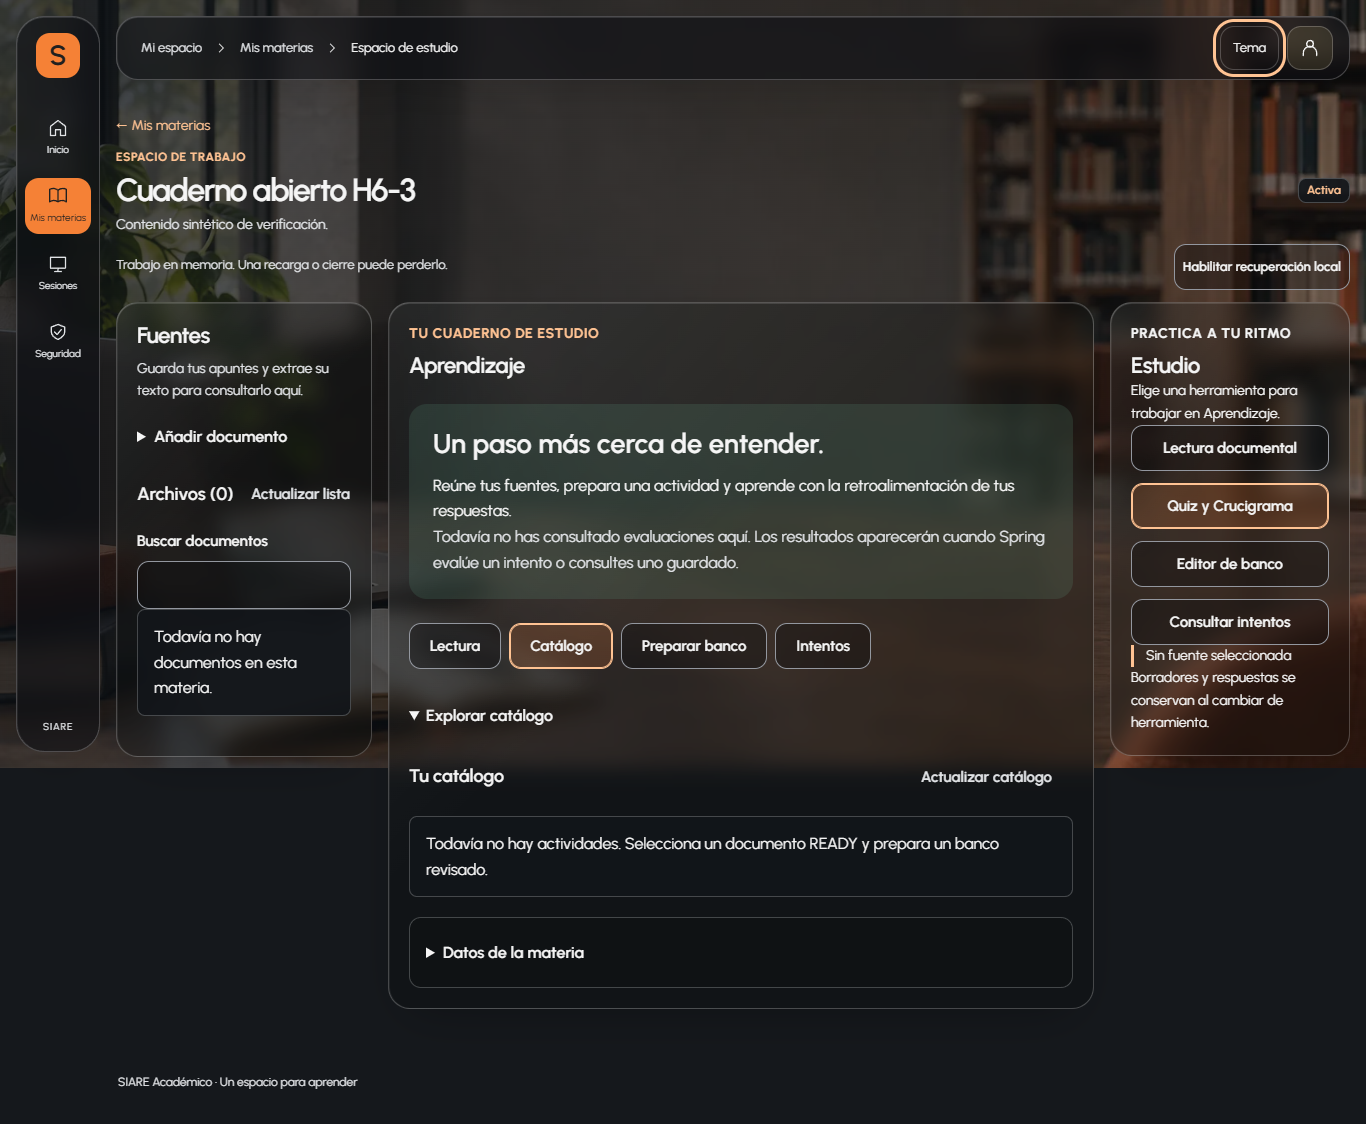 S
Mi espacio > Mis materias > Espacio de estudio
Tema
Inicio
Mis materias
Sesiones
Seguridad
SIARE
← Mis materias
ESPACIO DE TRABAJO
Cuaderno abierto H6-3
Activa
Contenido sintético de verificación.
Trabajo en memoria. Una recarga o cierre puede perderlo.
Habilitar recuperación local
Fuentes
Guarda tus apuntes y extrae su
texto para consultarlo aquí.
Añadir documento
Archivos (0) Actualizar lista
Buscar documentos
Todavía no hay
documentos en esta
materia.
TU CUADERNO DE ESTUDIO
Aprendizaje
Un paso más cerca de entender.
Reúne tus fuentes, prepara una actividad y aprende con la retroalimentación de tus
respuestas.
Todavía no has consultado evaluaciones aquí. Los resultados aparecerán cuando Spring
evalúe un intento o consultes uno guardado.
Lectura Catálogo Preparar banco Intentos
Explorar catálogo
Tu catálogo Actualizar catálogo
Todavía no hay actividades. Selecciona un documento READY y prepara un banco
revisado.
Datos de la materia
PRACTICA A TU RITMO
Estudio
Elige una herramienta para
trabajar en Aprendizaje.
Lectura documental
Quiz y Crucigrama
Editor de banco
Consultar intentos
Sin fuente seleccionada
Borradores y respuestas se
conservan al cambiar de
herramienta.
SIARE Académico · Un espacio para aprender